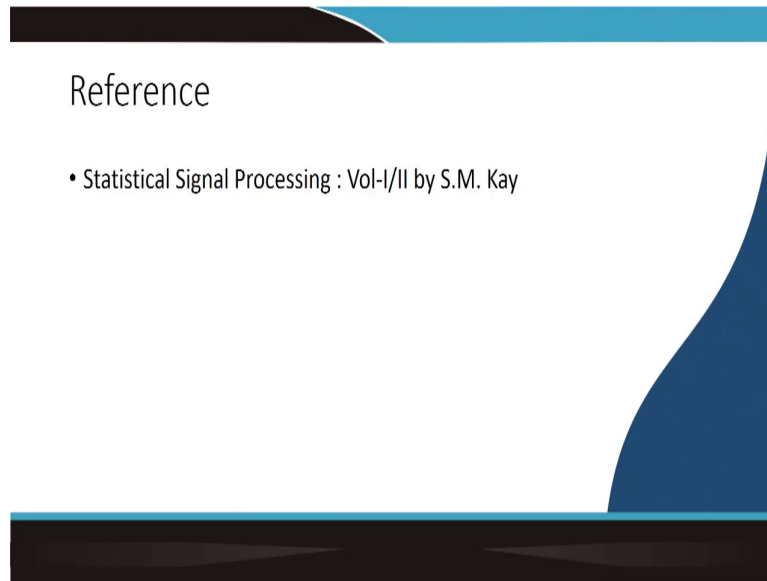 Reference
• Statistical Signal Processing : Vol-I/II by S.M. Kay